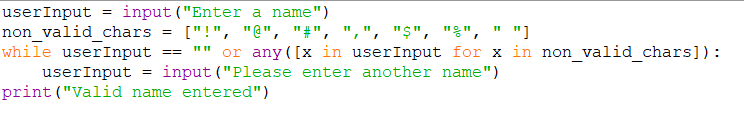 userInput = input("Enter a name")
non_valid_chars = ["!", "@", "#", ",", "$", "%", " "]
while userInput == "" or any([x in userInput for x in non_valid_chars]):
    userInput = input("Please enter another name")
print("Valid name entered")